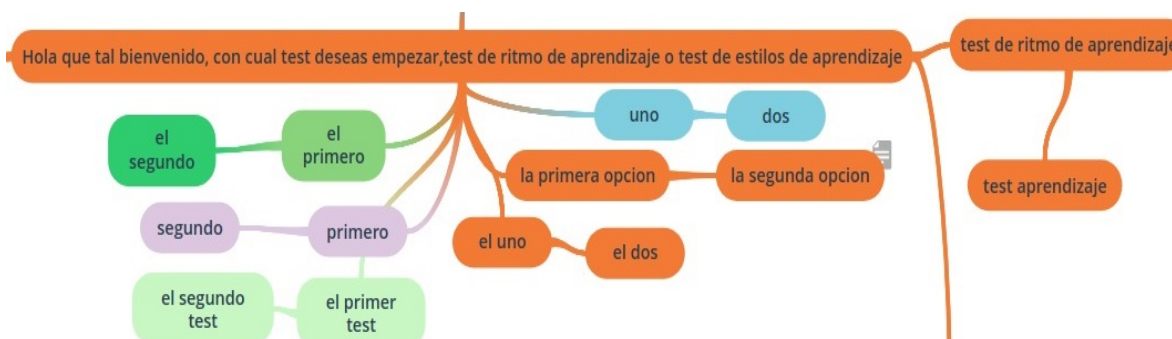 Hola que tal bienvenido, con cual test deseas empezar,test de ritmo de aprendizaje o test de estilos de aprendizaje
test de ritmo de aprendizaje
el
segundo
el
primero
uno
dos
la primera opcion
la segunda opcion
test aprendizaje
segundo
primero
el uno
el dos
el segundo
test
el primer
test